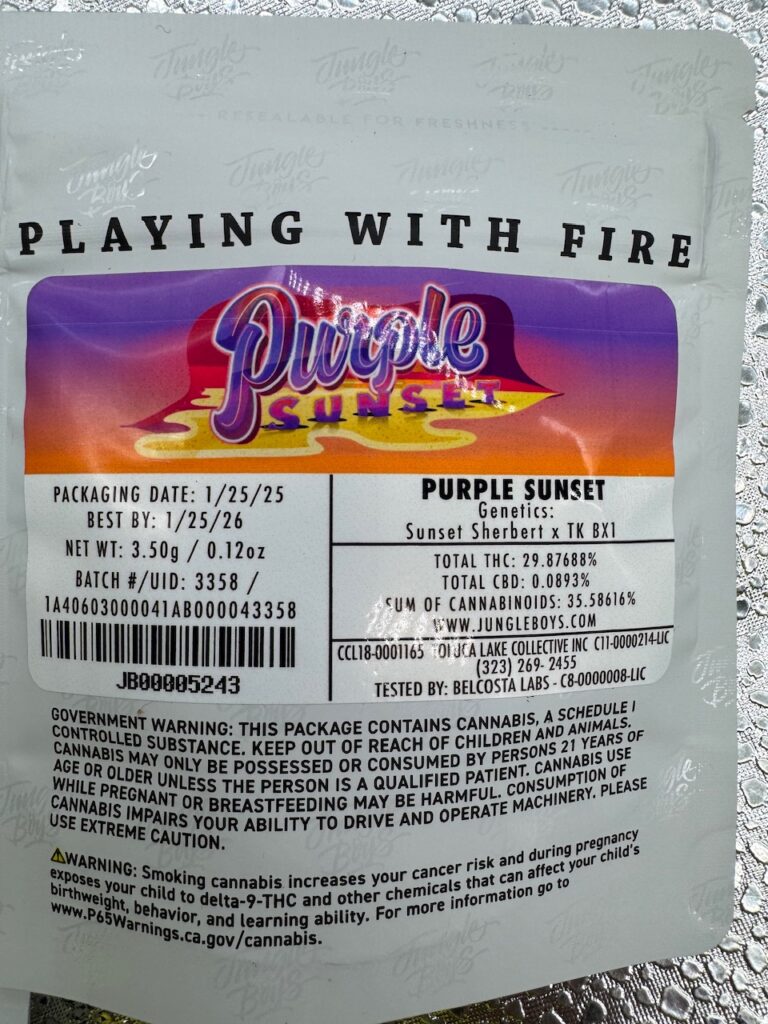 Jungle Boys
RESEALABLE FOR FRESHNESS
PLAYING WITH FIRE
Purple
SUNSET
PACKAGING DATE: 1/25/25
BEST BY: 1/25/26
NET WT: 3.50g / 0.12oz
BATCH #/UID: 3358 /
1A40603000041AB000043358
JB00005243
PURPLE SUNSET
Genetics:
Sunset Sherbert x TK BX1
TOTAL THC: 29.87688%
TOTAL CBD: 0.0893%
SUM OF CANNABINOIDS: 35.58616%
WWW.JUNGLEBOYS.COM
CCL18-0001165 TOLUCA LAKE COLLECTIVE INC C11-0000214-LIC
(323) 269- 2455
TESTED BY: BELCOSTA LABS - C8-0000008-LIC
GOVERNMENT WARNING: THIS PACKAGE CONTAINS CANNABIS, A SCHEDULE I
CONTROLLED SUBSTANCE. KEEP OUT OF REACH OF CHILDREN AND ANIMALS.
CANNABIS MAY ONLY BE POSSESSED OR CONSUMED BY PERSONS 21 YEARS OF
AGE OR OLDER UNLESS THE PERSON IS A QUALIFIED PATIENT. CANNABIS USE
WHILE PREGNANT OR BREASTFEEDING MAY BE HARMFUL. CONSUMPTION OF
CANNABIS IMPAIRS YOUR ABILITY TO DRIVE AND OPERATE MACHINERY. PLEASE
USE EXTREME CAUTION.
WARNING: Smoking cannabis increases your cancer risk and during pregnancy
exposes your child to delta-9-THC and other chemicals that can affect your child's
birthweight, behavior, and learning ability. For more information go to
www.P65Warnings.ca.gov/cannabis.